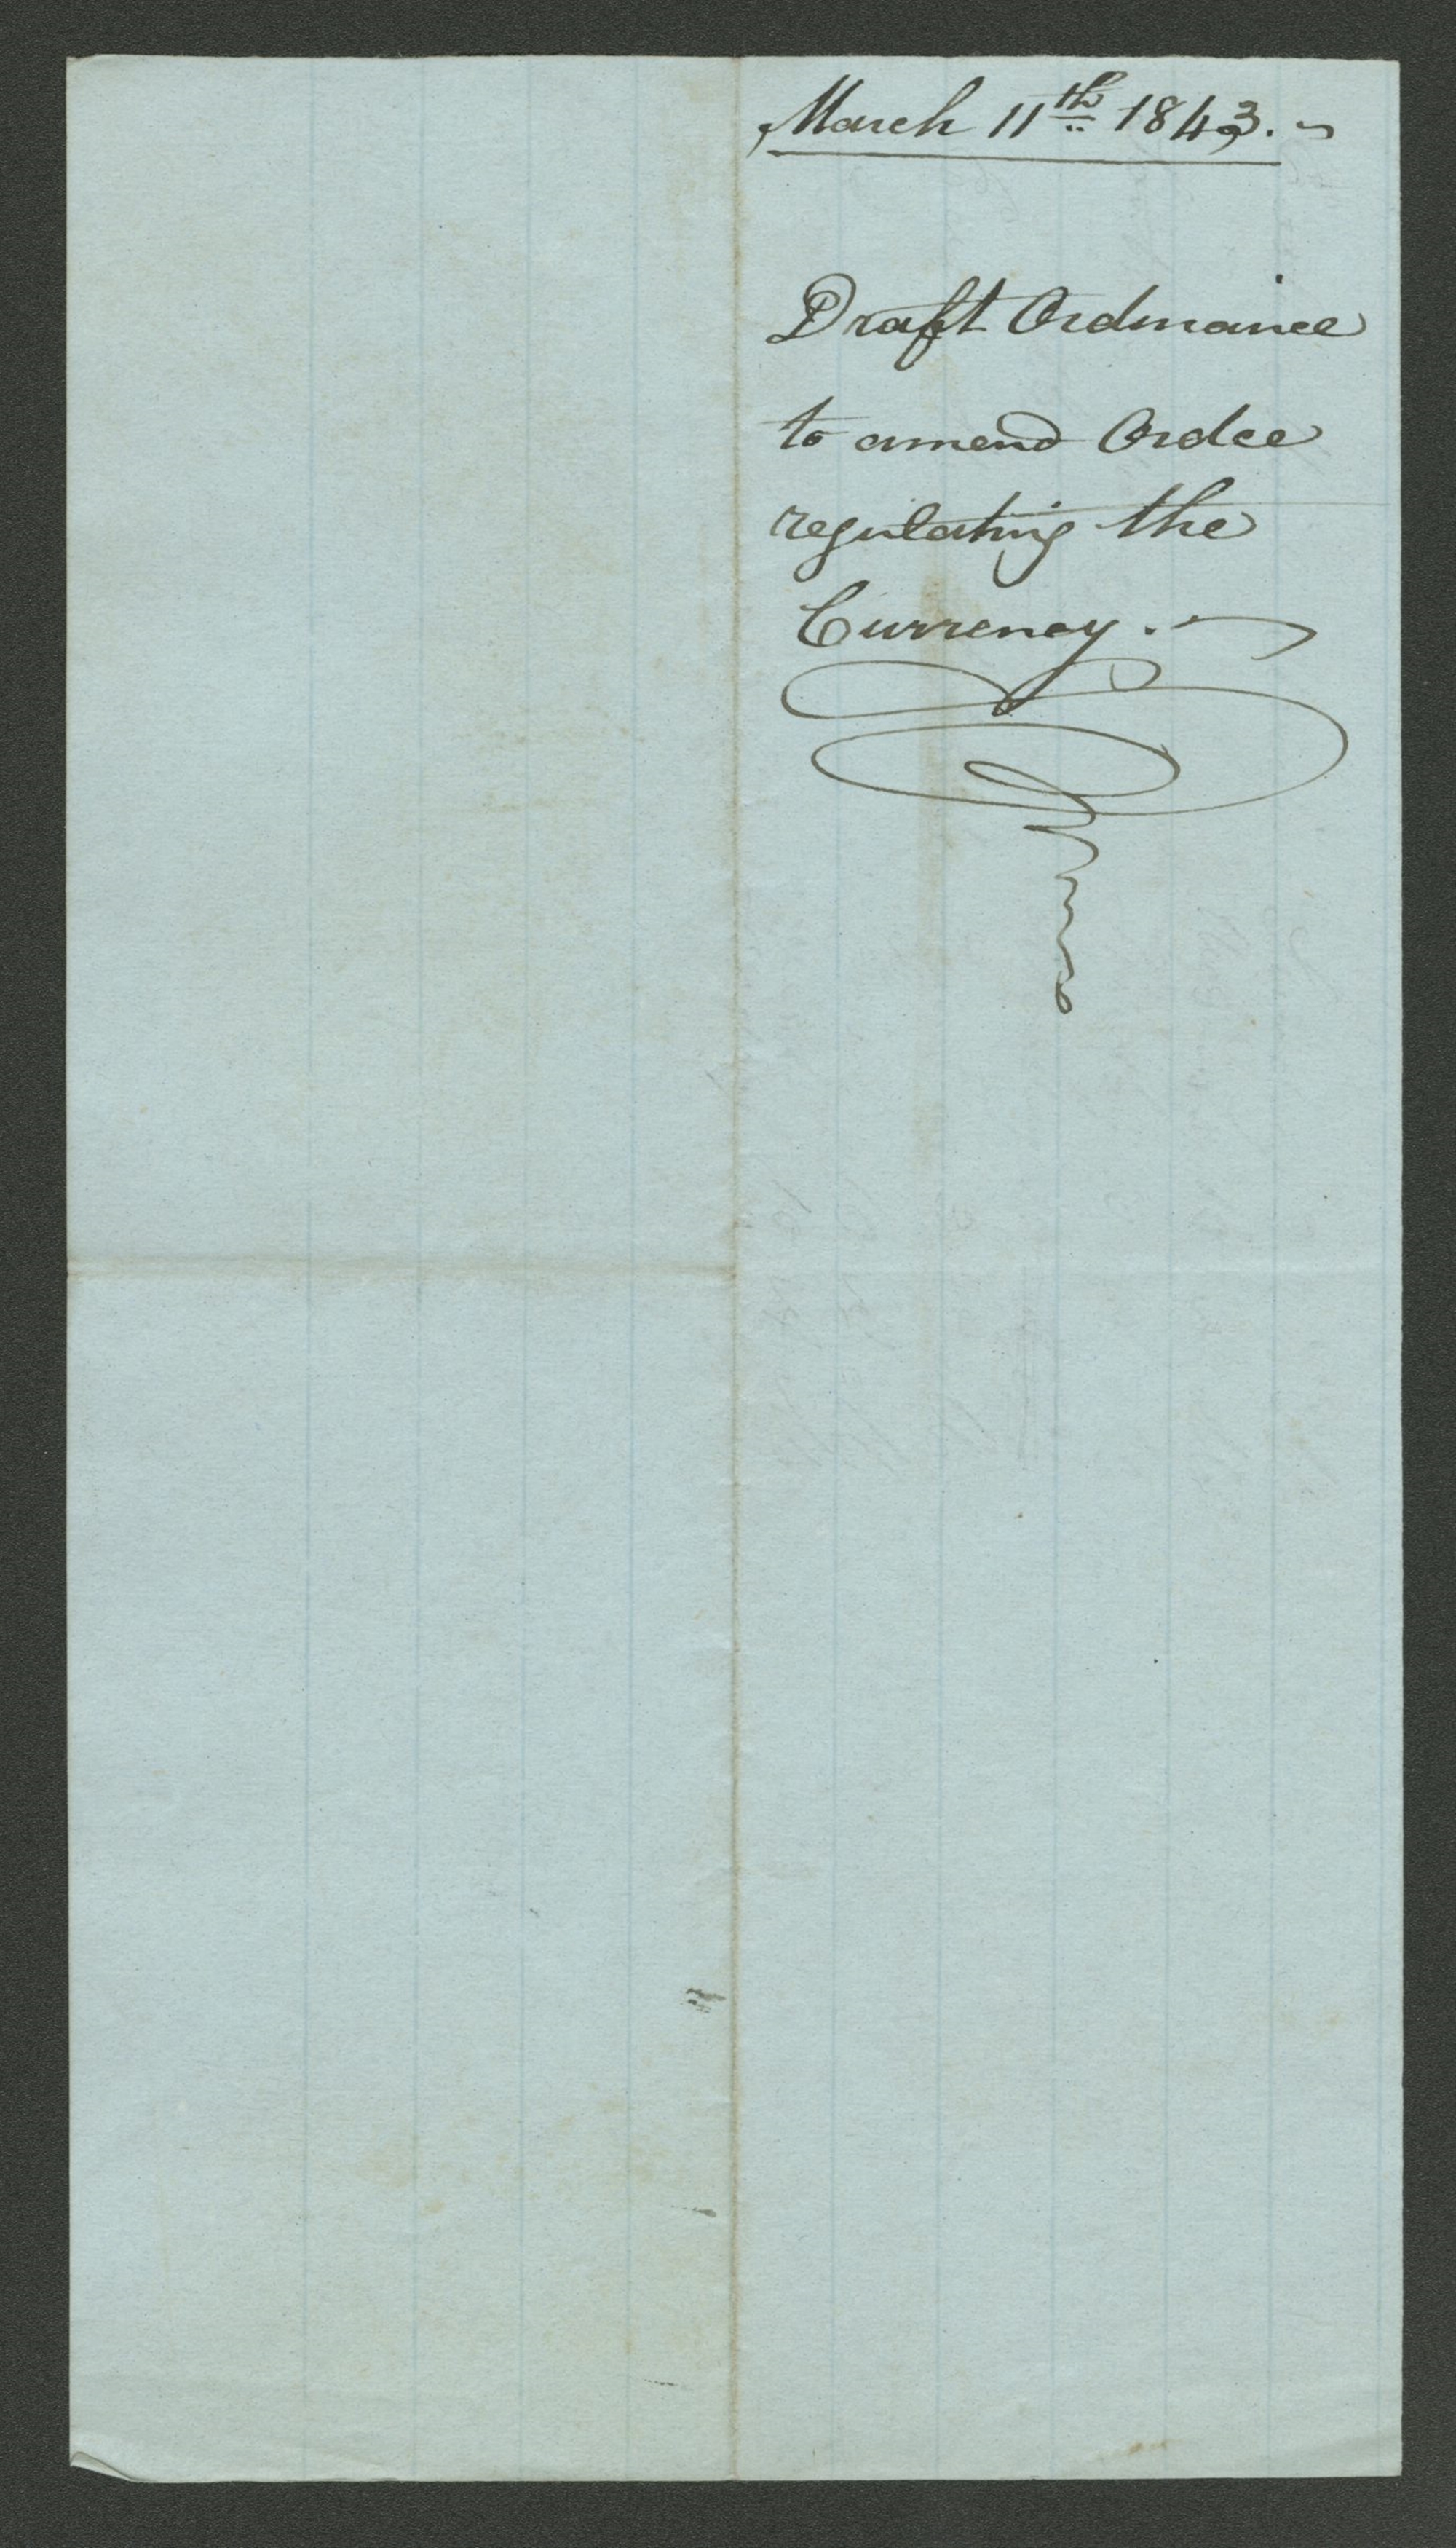 March 11th 1843.
Draft Ordinance
to amend Ordce
regulating the
Currency.